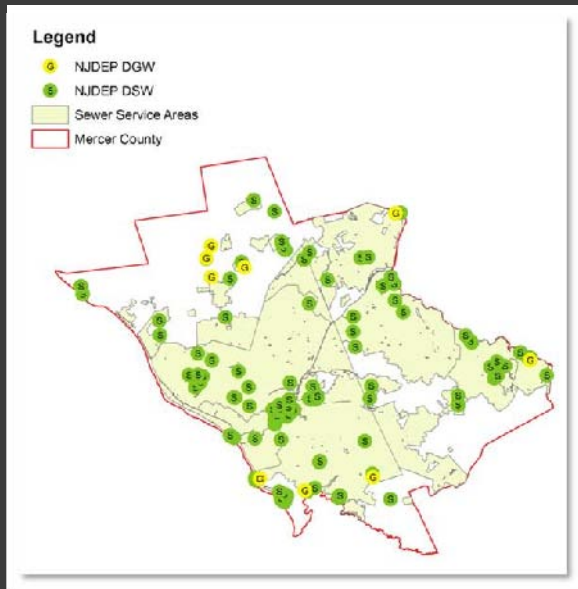 Legend
G NJDEP DGW
S NJDEP DSW
Sewer Service Areas
Mercer County